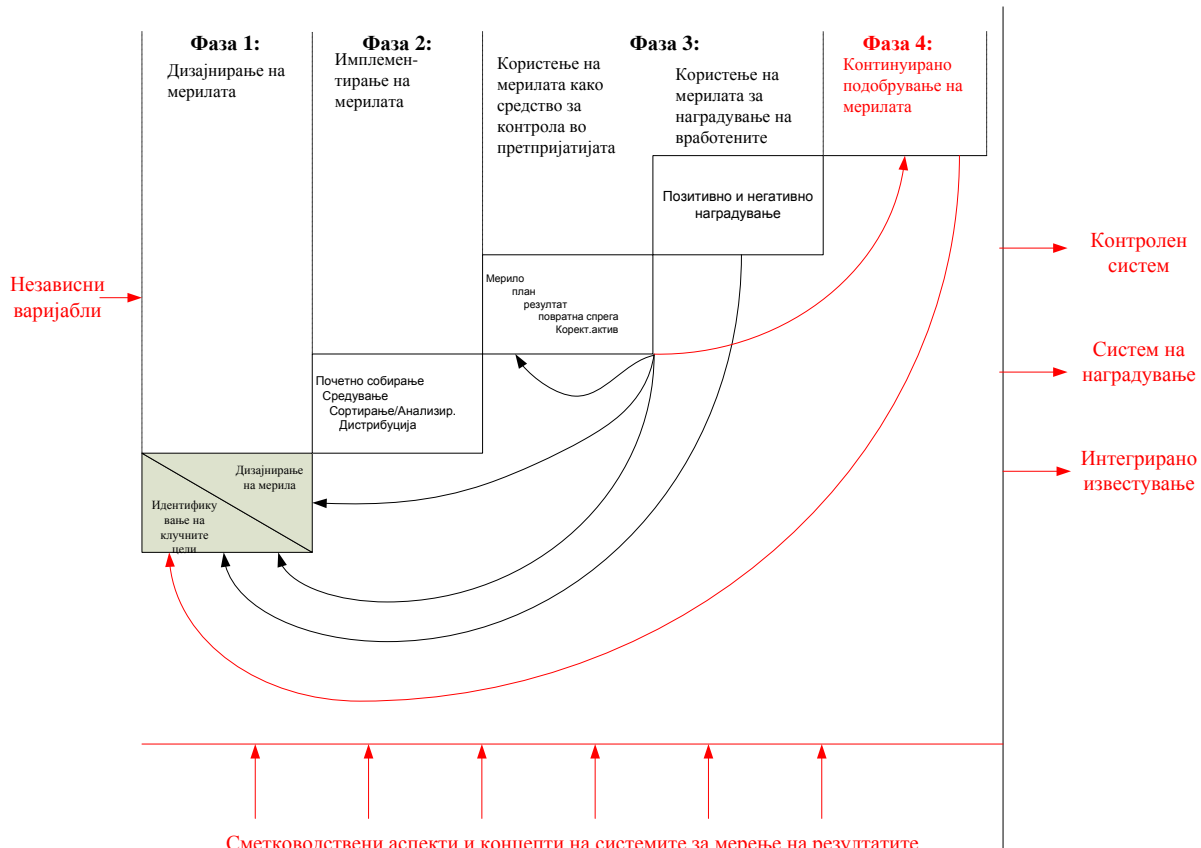 Фаза 1:
Дизајнирање на
мерилата
Фаза 2:
Имплемен-
тирање на
мерилата
Фаза 3:
Користење на
мерилата како
средство за
контрола во
претпријатијата
Користење на
мерилата за
наградување на
вработените
Фаза 4:
Континуирано
подобрување на
мерилата
Позитивно и негативно
наградување
Мерило
план
резултат
повратна спрега
Корект.актив
Почетно собирање
Средување
Сортирање/Анализир.
Дистрибуција
Дизајнирање
на мерила
Идентифику
вање на
клучните
цели
Независни
варијабли
Контролен
систем
Систем на
наградување
Интегрирано
известување
Сметководствени аспекти и концепти на системите за мерење на резултатите